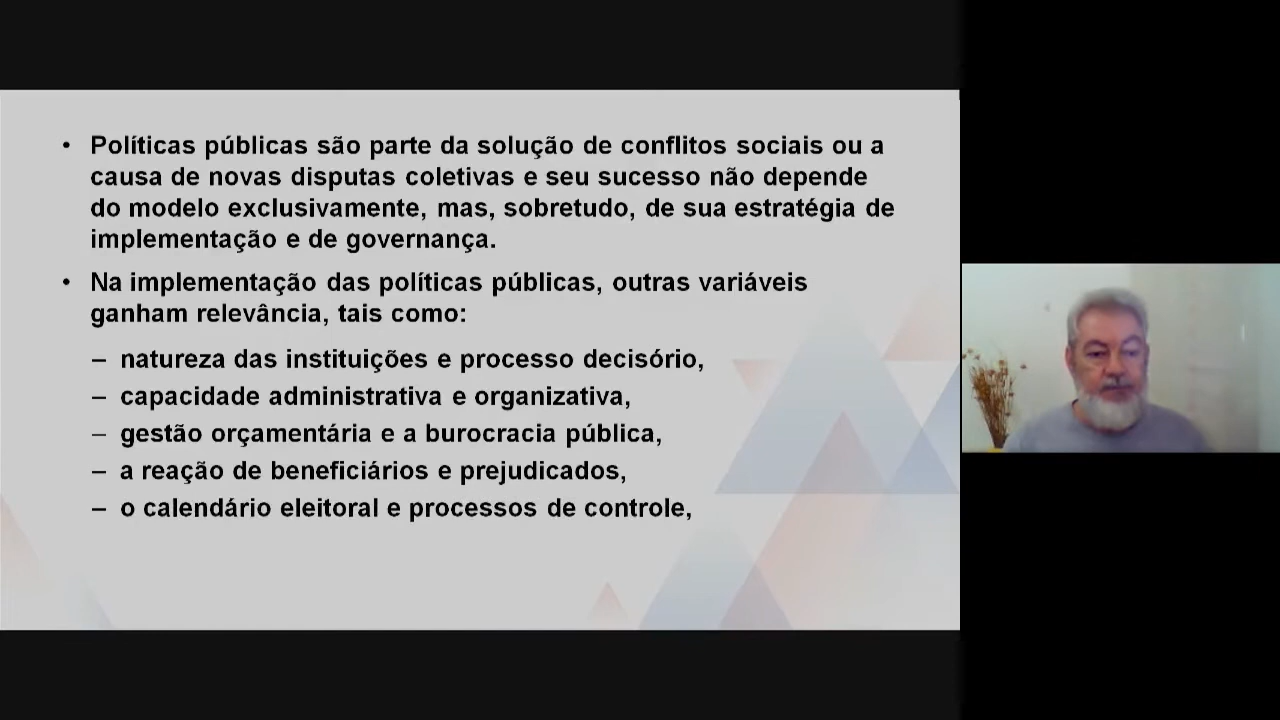 • Políticas públicas são parte da solução de conflitos sociais ou a
causa de novas disputas coletivas e seu sucesso não depende
do modelo exclusivamente, mas, sobretudo, de sua estratégia de
implementação e de governança.
• Na implementação das políticas públicas, outras variáveis
ganham relevância, tais como:
– natureza das instituições e processo decisório,
– capacidade administrativa e organizativa,
– gestão orçamentária e a burocracia pública,
– a reação de beneficiários e prejudicados,
– o calendário eleitoral e processos de controle,